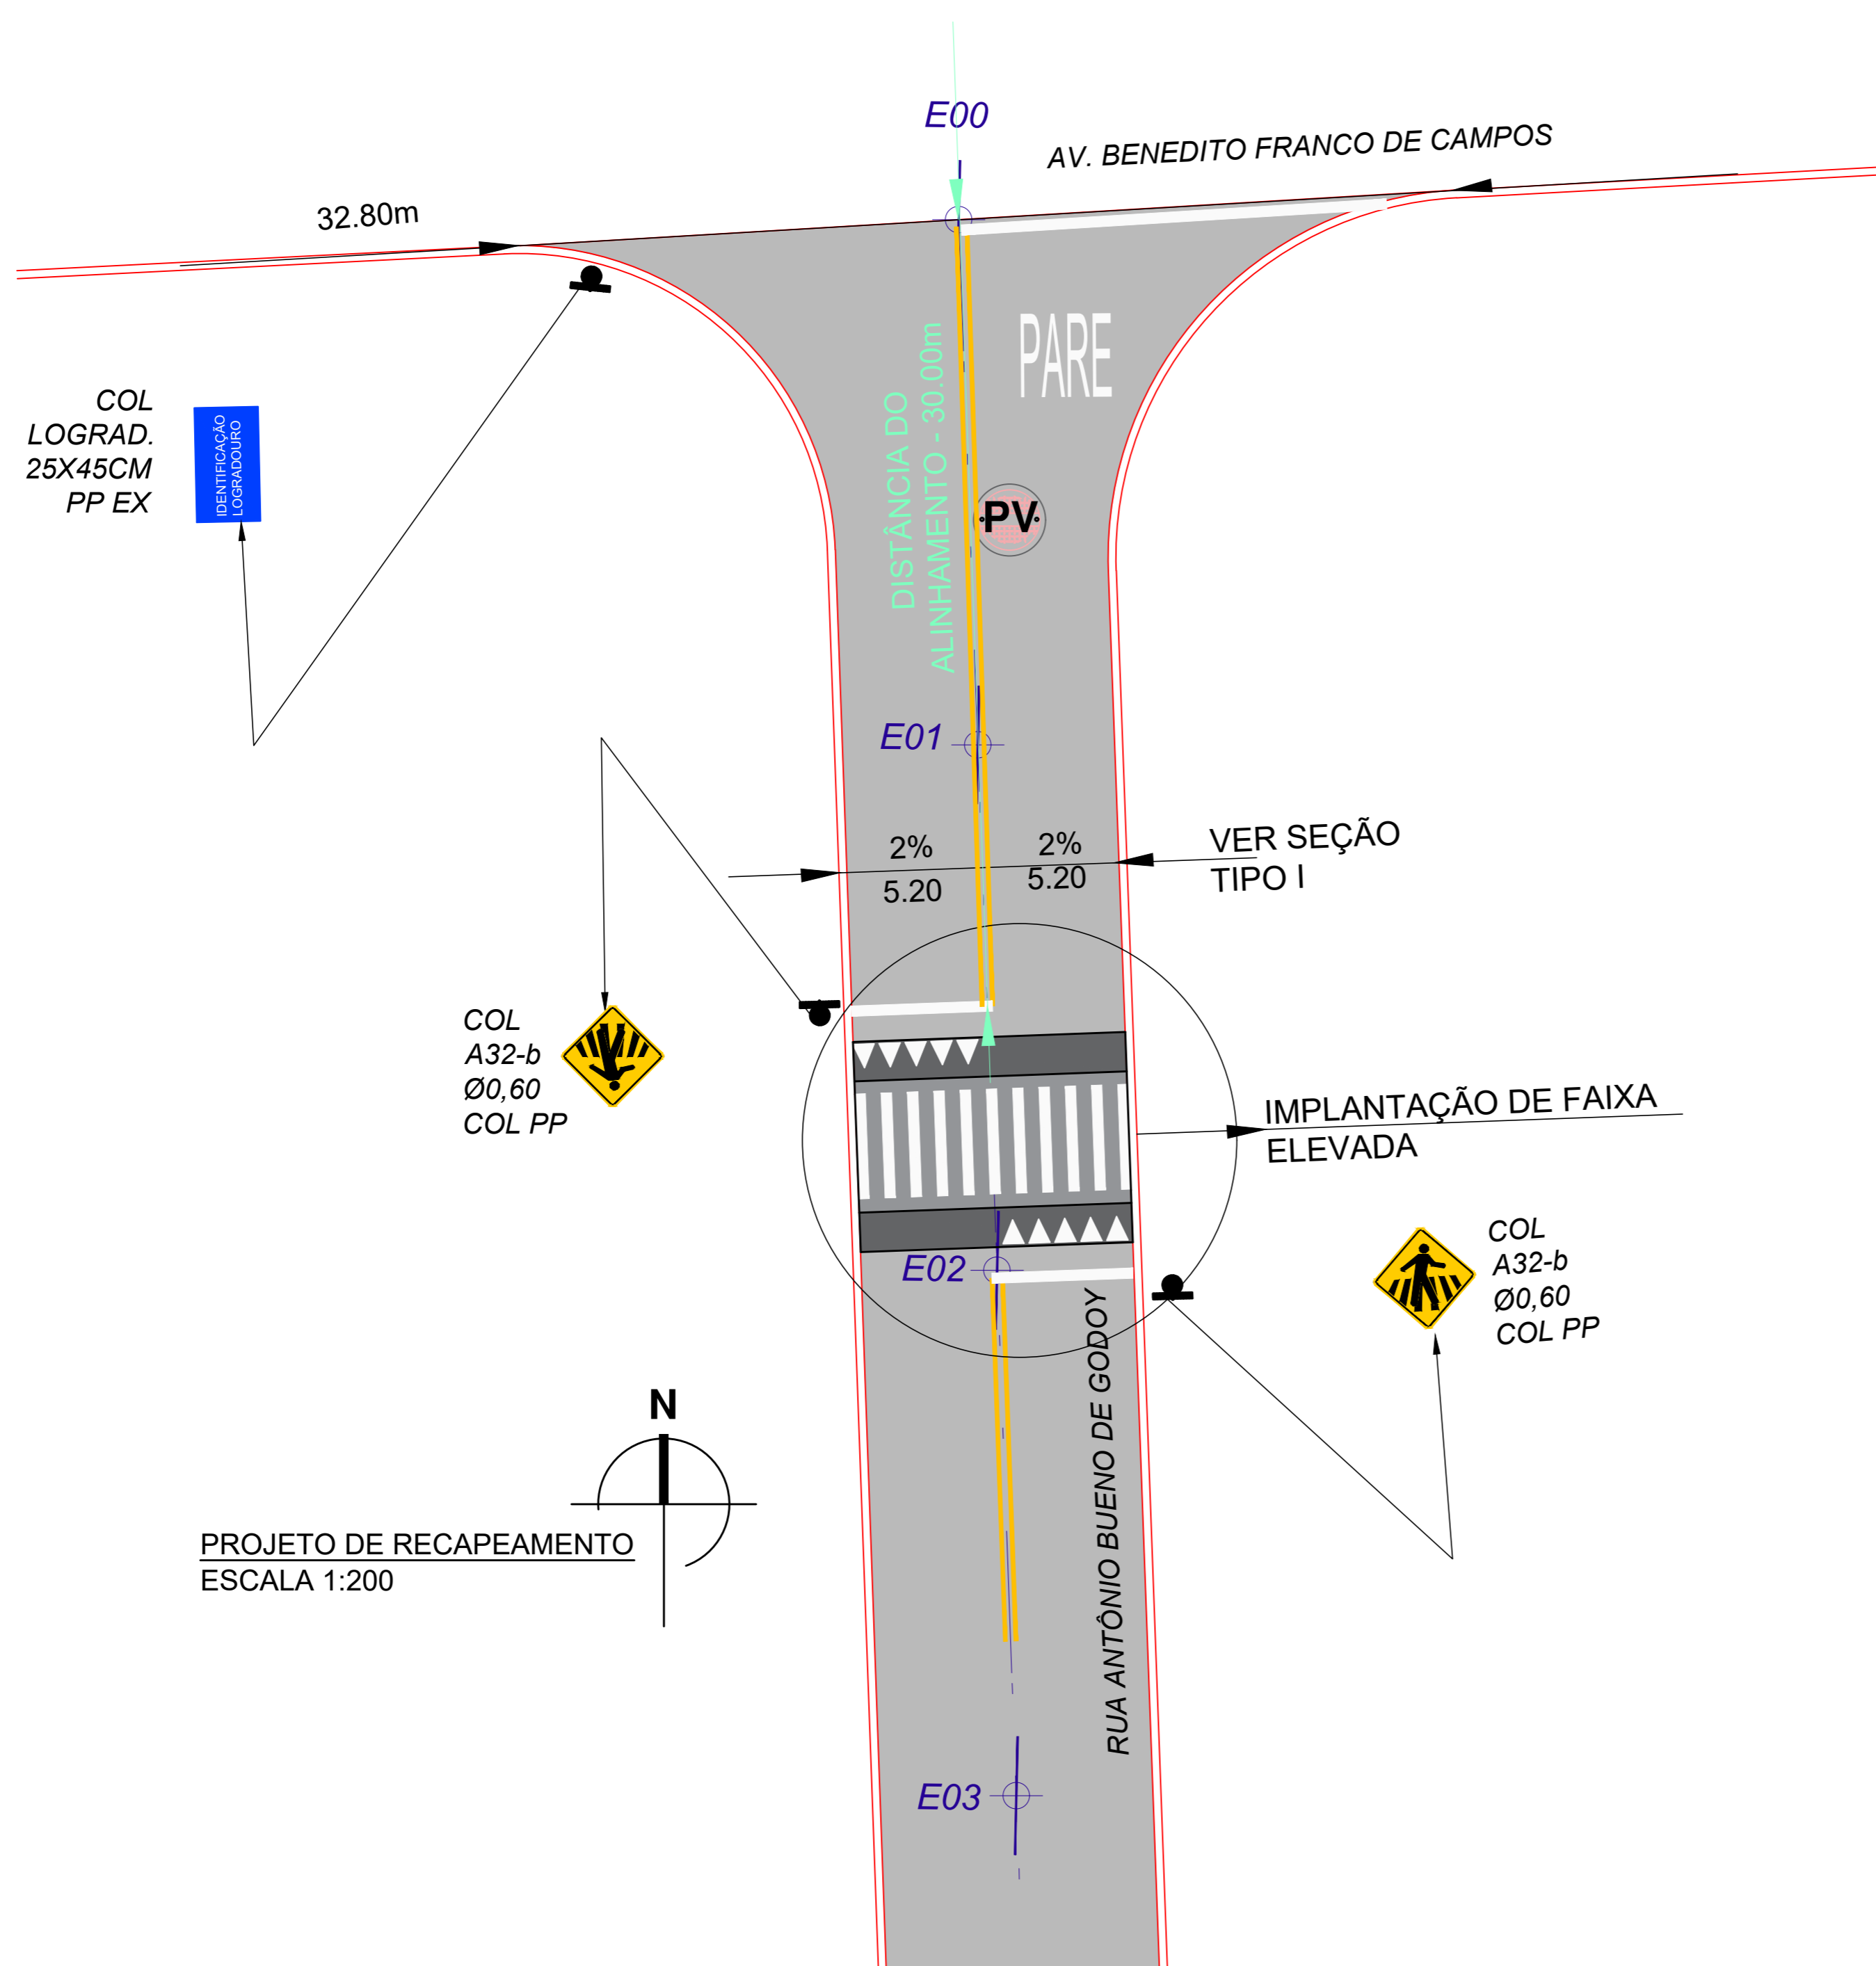 E00
AV. BENEDITO FRANCO DE CAMPOS
32.80m
PARE
COL
LOGRAD.
25X45CM
PP EX
IDENTIFICAÇÃO
LOGRADOURO
DISTÂNCIA DO
ALINHAMENTO - 30.00m
PV
E01
2%
2%
5.20
5.20
VER SEÇÃO
TIPO I
COL
A32-b
Ø0,60
COL PP
IMPLANTAÇÃO DE FAIXA
ELEVADA
E02
COL
A32-b
Ø0,60
COL PP
RUA ANTÔNIO BUENO DE GODOY
N
PROJETO DE RECAPEAMENTO
ESCALA 1:200
E03